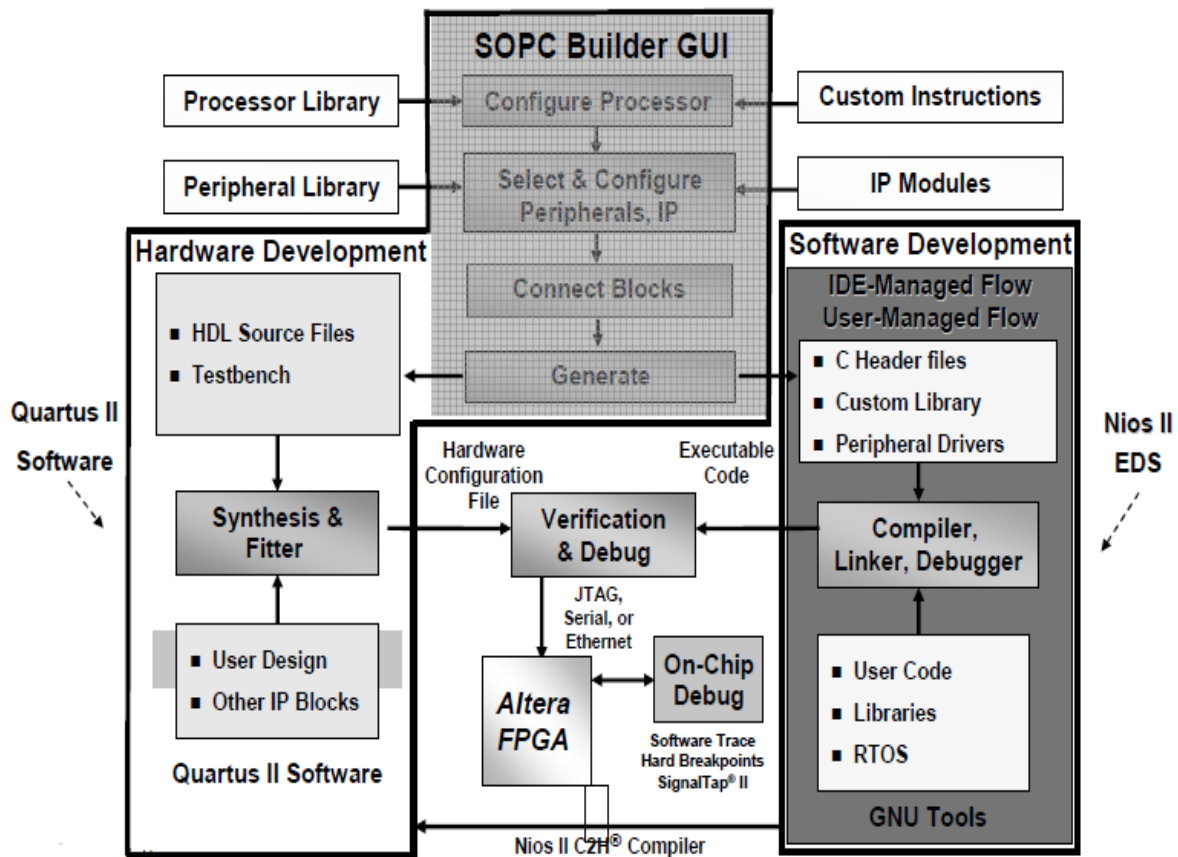 SOPC Builder GUI
Processor Library
Configure Processor
Custom Instructions
Peripheral Library
Select & Configure
Peripherals, IP
IP Modules
Connect Blocks
Generate
Hardware Development
■ HDL Source Files
■ Testbench
Software Development
IDE-Managed Flow
User-Managed Flow
■ C Header files
■ Custom Library
■ Peripheral Drivers
Quartus II
Software
Nios II
EDS
Hardware
Configuration
File
Executable
Code
Synthesis &
Fitter
Verification
& Debug
Compiler,
Linker, Debugger
JTAG,
Serial, or
Ethernet
■ User Design
■ Other IP Blocks
Quartus II Software
Altera
FPGA
On-Chip
Debug
Software Trace
Hard Breakpoints
SignalTap® II
■ User Code
■ Libraries
■ RTOS
GNU Tools
Nios II C2H® Compiler